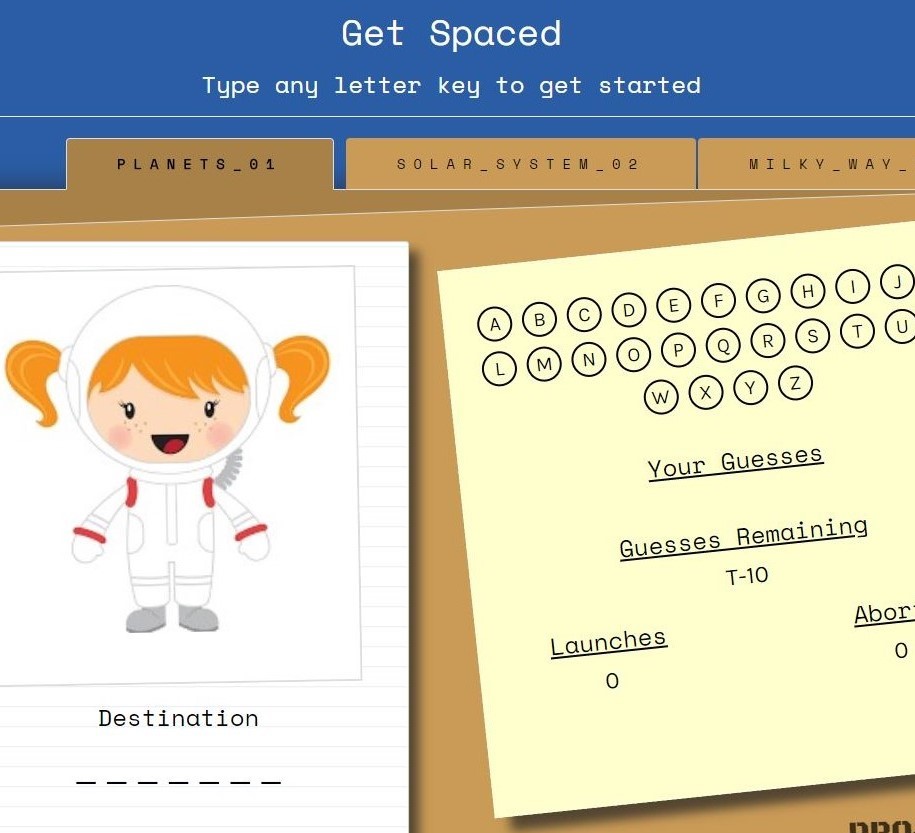 Get Spaced
Type any letter key to get started
PLANETS_01
SOLAR_SYSTEM_02
MILKY_WAY_
A B C D E F G H I J
L M N O P Q R S T U
W X Y Z
Your Guesses
Guesses Remaining
T-10
Launches
0
Abor
0
Destination
_ _ _ _ _ _ _